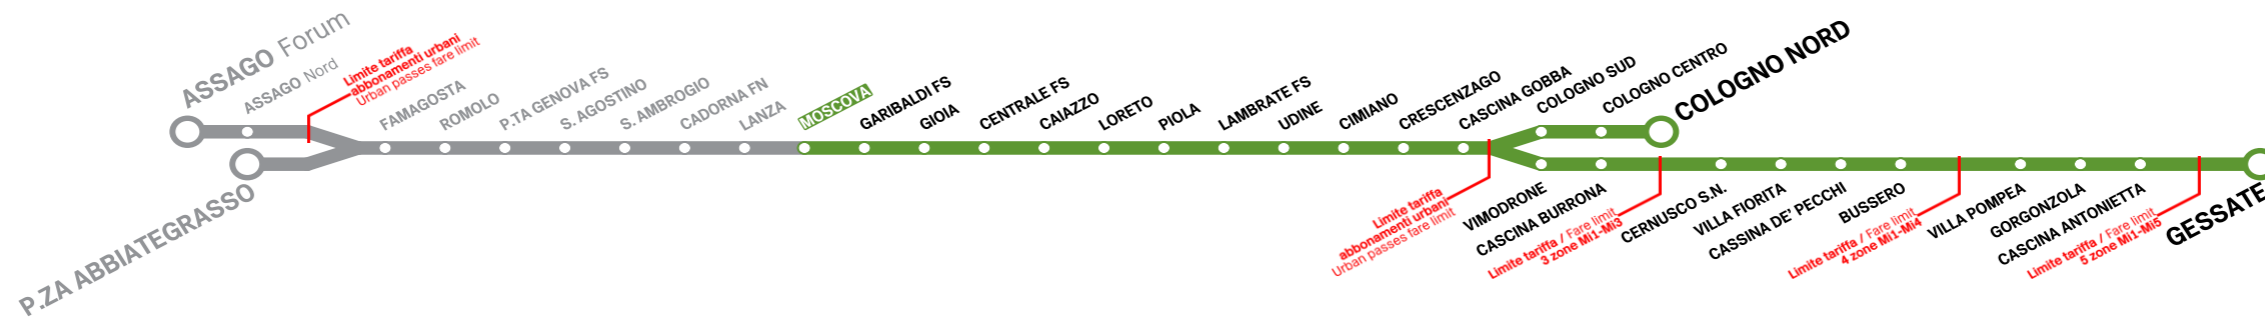 ASSAGO Forum
ASSAGO Nord
Limite tariffa
abbonamenti urbani
Urban passes fare limit
P.ZA ABBIATEGRASSO
FAMAGOSTA
ROMOLO
P.TA GENOVA FS
S. AGOSTINO
S. AMBROGIO
CADORNA FN
LANZA
MOSCOVA
GARIBALDI FS
GIOIA
CENTRALE FS
CAIAZZO
LORETO
PIOLA
LAMBRATE FS
UDINE
CIMIANO
CRESCENZAGO
CASCINA GOBBA
COLOGNO SUD
COLOGNO CENTRO
COLOGNO NORD
Limite tariffa
abbonamenti urbani
Urban passes fare limit
VIMODRONE
CASCINA BURRONA
Limite tariffa / Fare limit
3 zone Mi1-Mi3
CERNUSCO S.N.
VILLA FIORITA
CASSINA DE' PECCHI
BUSSERO
Limite tariffa / Fare limit
4 zone Mi1-Mi4
VILLA POMPEA
GORGONZOLA
CASCINA ANTONIETTA
Limite tariffa / Fare limit
5 zone Mi1-Mi5
GESSATE